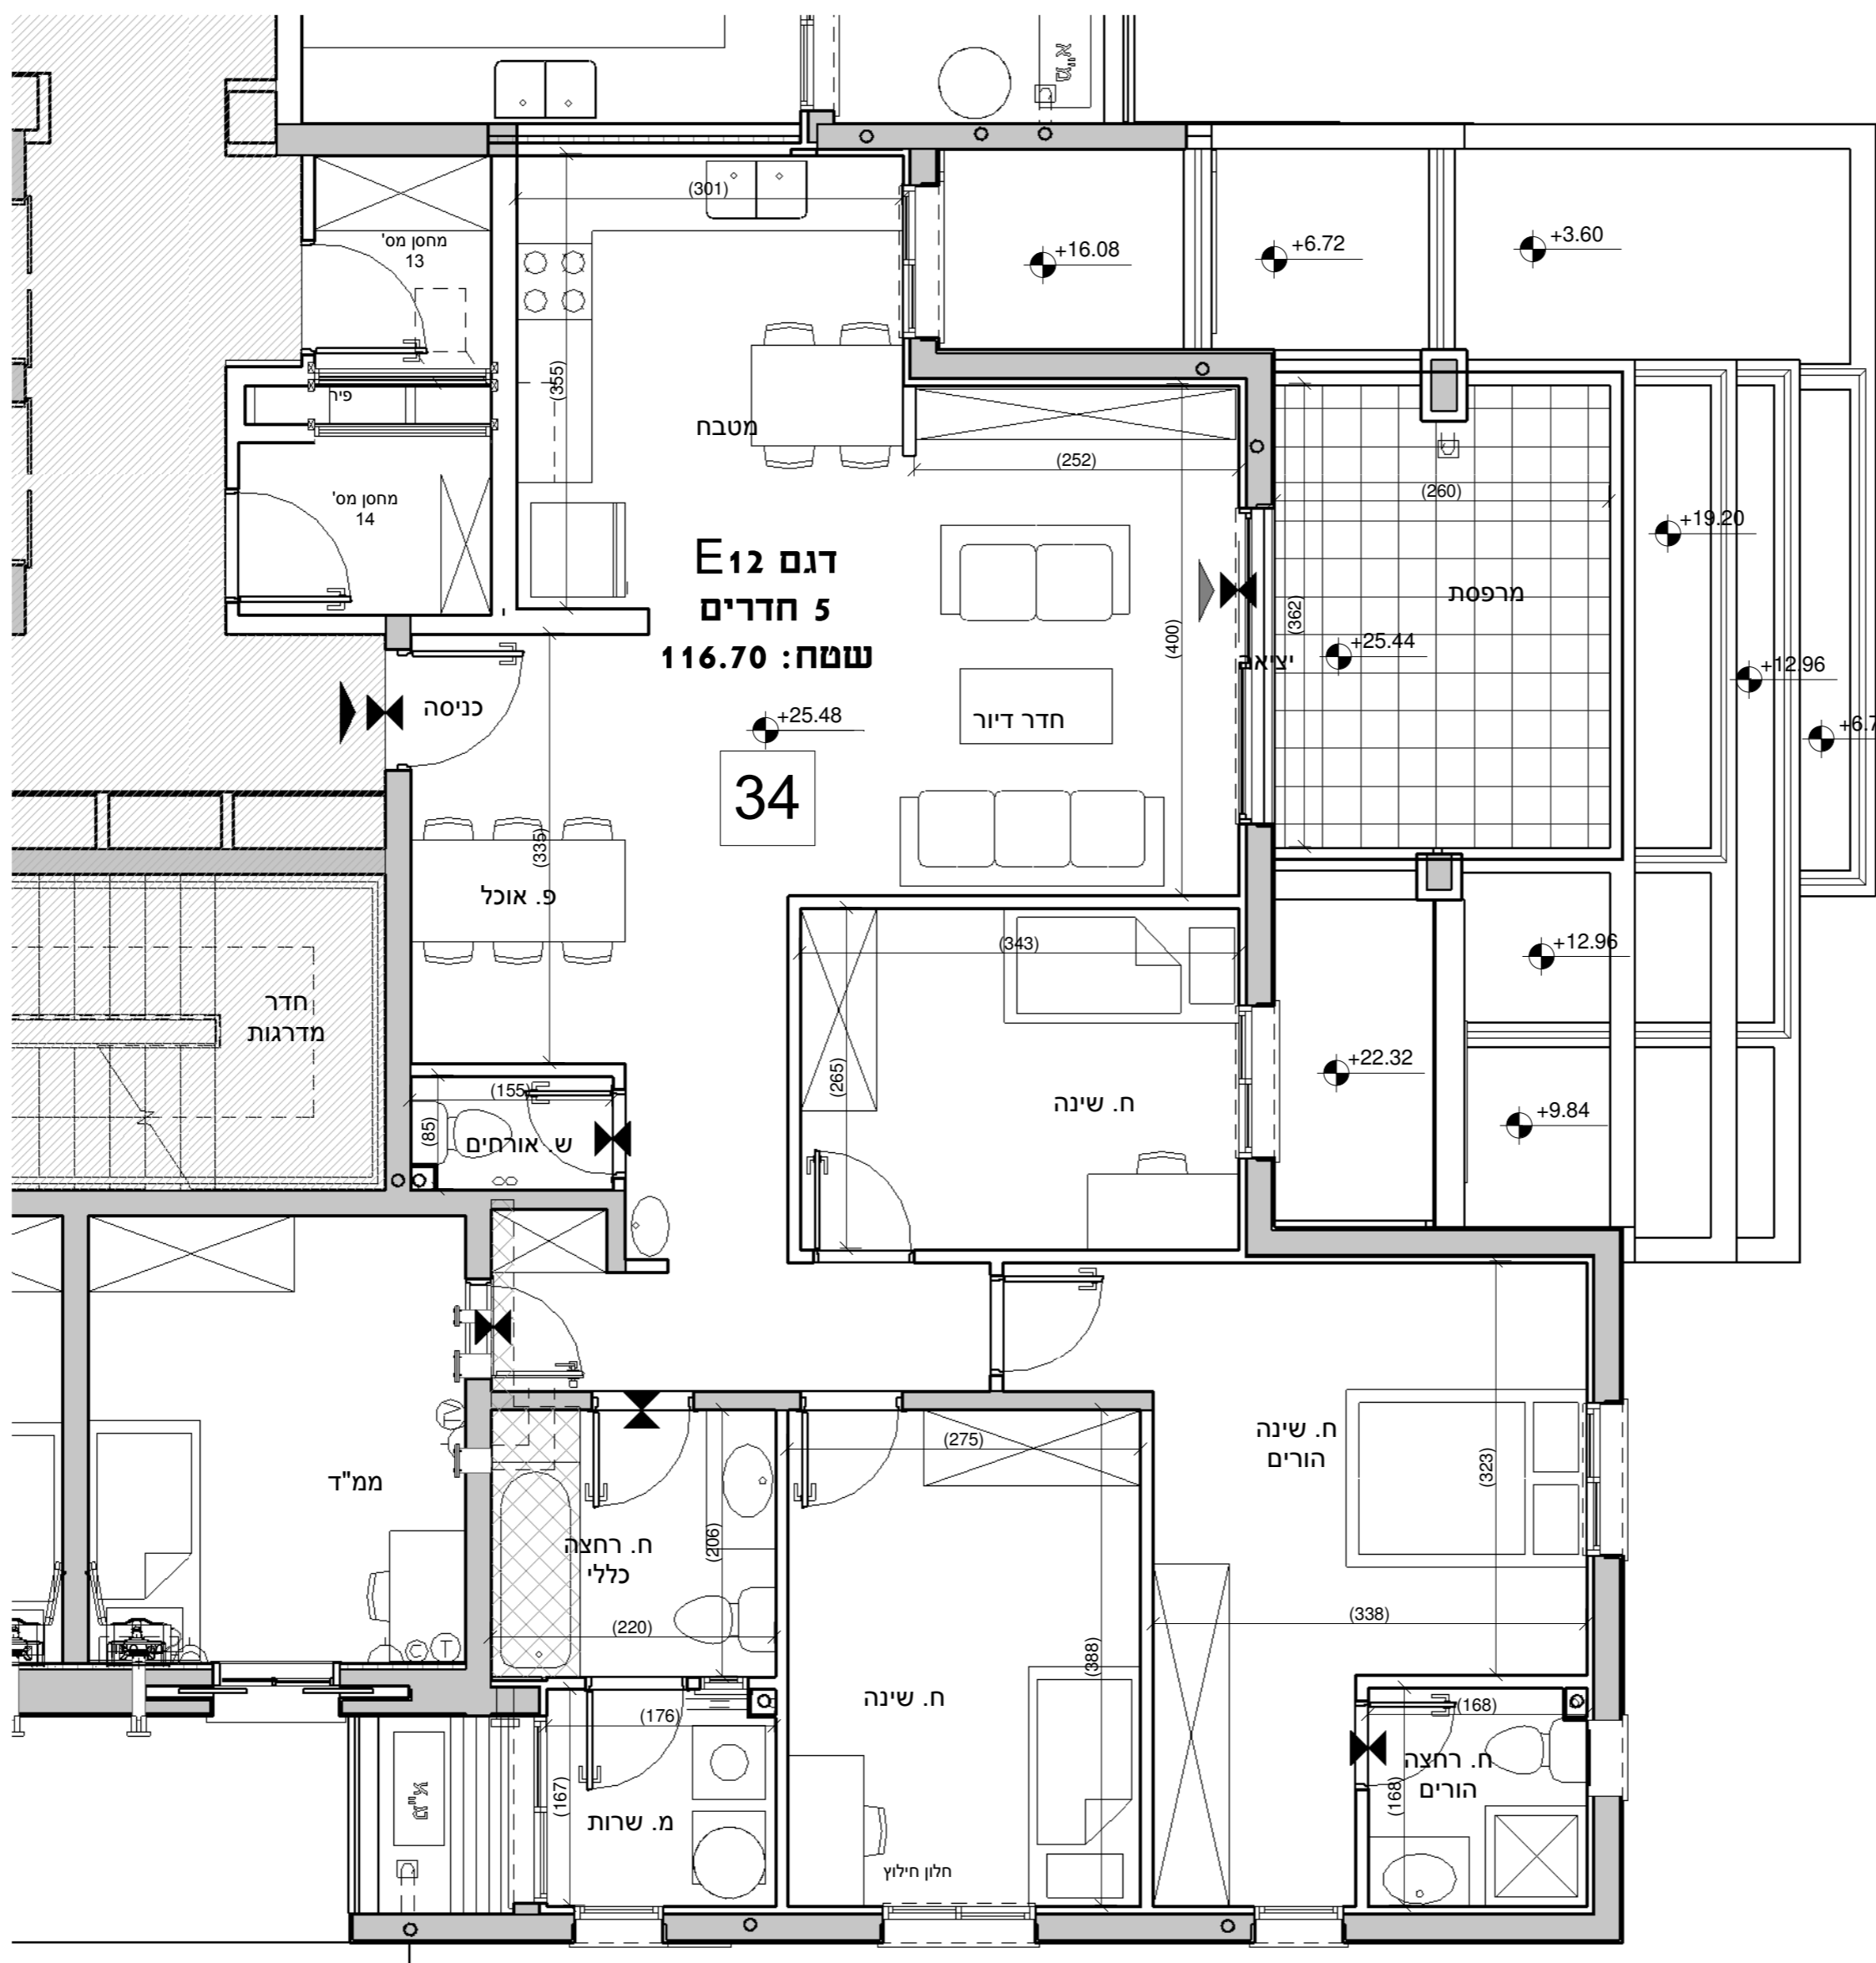 מ"א
(301)
מחסן מס'
13
+16.08
+6.72
+3.60
פיר
(355)
מטבח
(252)
מחסן מס'
14
(260)
+19.20
דגם E12
5 חדרים
שטח: 116.70
(400)
(362)
מרפסת
+25.44
+12.96
כניסה
+25.48
חדר דיור
34
(335)
פ. אוכל
(343)
+12.96
חדר
מדרגות
(265)
+22.32
(155)
(85)
ש. אורחים
ח. שינה
+9.84
(275)
ח. שינה
הורים
(323)
ממ"ד
TV
ח. רחצה
כללי
(206)
(220)
(338)
C
T
(388)
ח. שינה
(176)
(168)
(167)
מ. שרות
ח. רחצה
הורים
(168)
חלון חילוץ